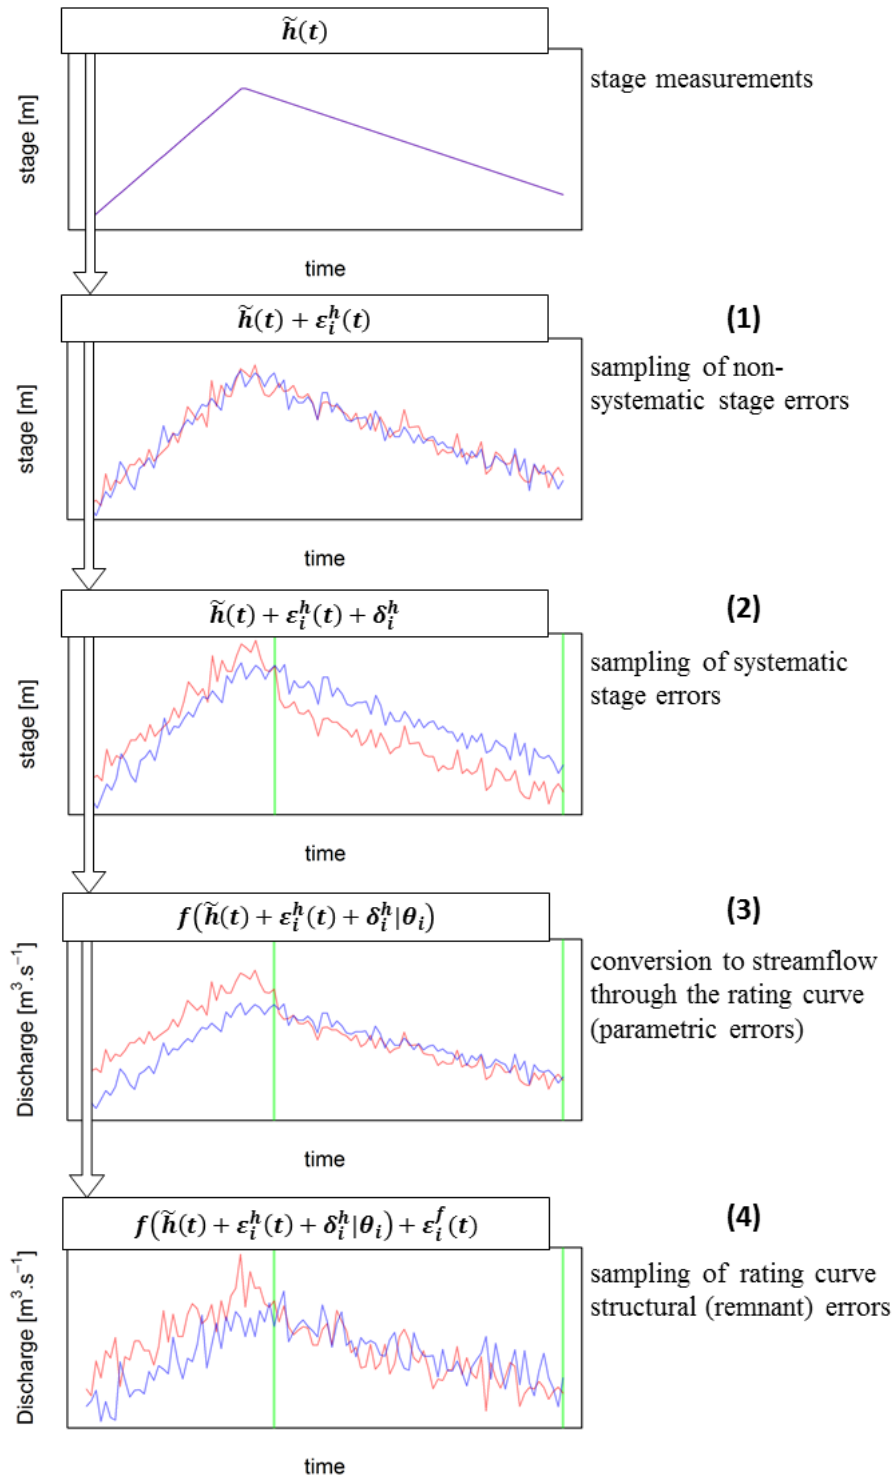 h̃(t)
stage measurements
stage [m]
time
h̃(t) + εᵢʰ(t)
(1)
sampling of non-
systematic stage errors
stage [m]
time
h̃(t) + εᵢʰ(t) + δᵢʰ
(2)
sampling of systematic
stage errors
stage [m]
time
f(h̃(t) + εᵢʰ(t) + δᵢʰ|θᵢ)
(3)
conversion to streamflow
through the rating curve
(parametric errors)
Discharge [m³.s⁻¹]
time
f(h̃(t) + εᵢʰ(t) + δᵢʰ|θᵢ) + εᵢᶠ(t)
(4)
sampling of rating curve
structural (remnant) errors
Discharge [m³.s⁻¹]
time